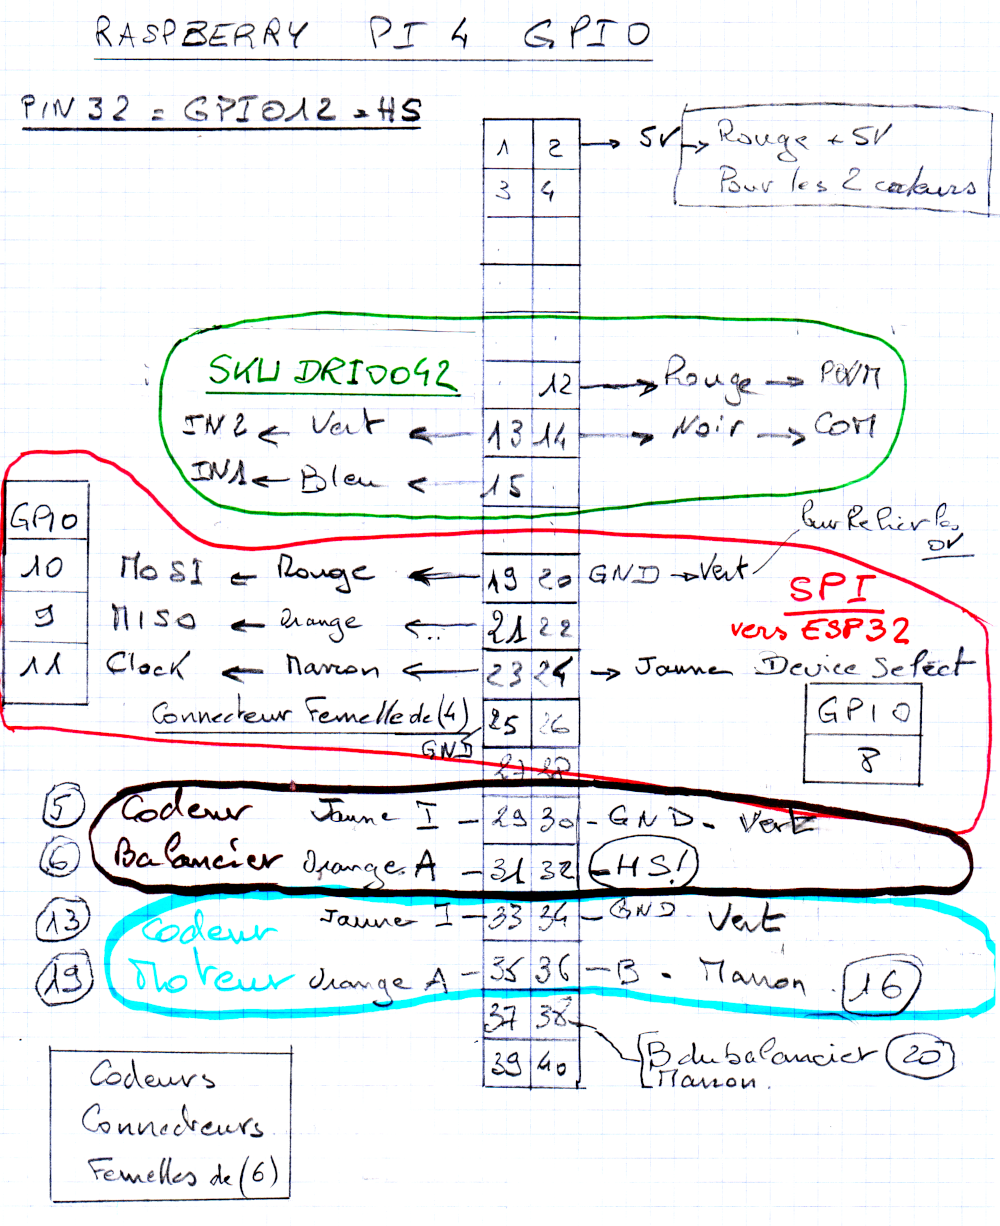 RASPBERRY PI 4 GPIO
PIN 32 = GPIO12 = HS
1 2 → 5V → Rouge + 5V
Pour les 2 codeurs
3 4
SKU DRI0042
12 → Rouge → PWM
IN2 ← Vert ← 13 14 → Noir → COM
IN1 ← Bleu ← 15
GPIO
Pour Relier les
0V
10 MOSI ← Rouge ← 19 20 GND → Vert
SPI
vers ESP32
9 MISO ← Orange ← 21 22
11 Clock ← Marron ← 23 24 → Jaune Device Select
Connecteur Femelle de (4)
GND 25 26
GPIO
8
27 28
5 Codeur Jaune I - 29 30 - GND - Vert
6 Balancier Orange A - 31 32 - HS!
13 Codeur Jaune I - 33 34 - GND Vert
19 Moteur Orange A - 35 36 - B - Marron 16
37 38
B du balancier 20
Marron.
39 40
Codeurs
Connecteurs
Femelles de (6)